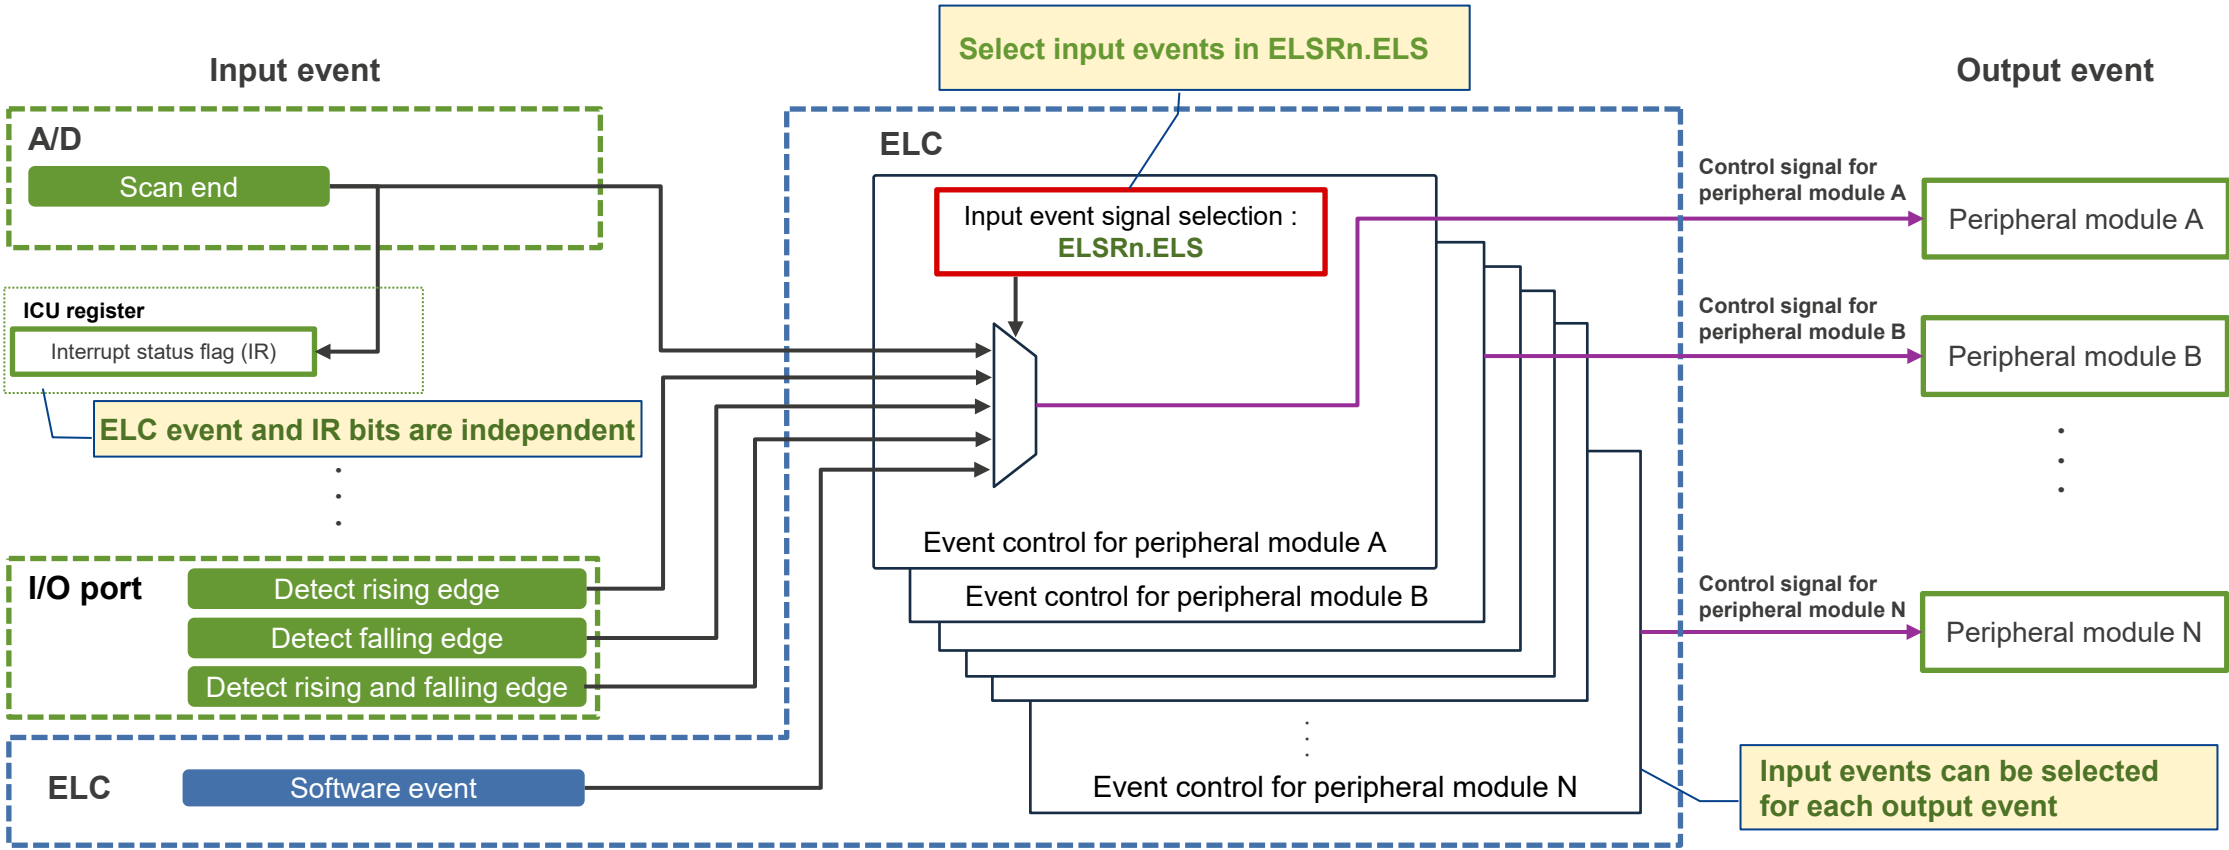 Select input events in ELSRn.ELS
Input event
Output event
A/D
Scan end
ELC
Input event signal selection :
ELSRn.ELS
Control signal for
peripheral module A
Peripheral module A
ICU register
Interrupt status flag (IR)
Control signal for
peripheral module B
Peripheral module B
ELC event and IR bits are independent
Event control for peripheral module A
I/O port
Detect rising edge
Detect falling edge
Detect rising and falling edge
Event control for peripheral module B
Control signal for
peripheral module N
Peripheral module N
ELC
Software event
Event control for peripheral module N
Input events can be selected
for each output event